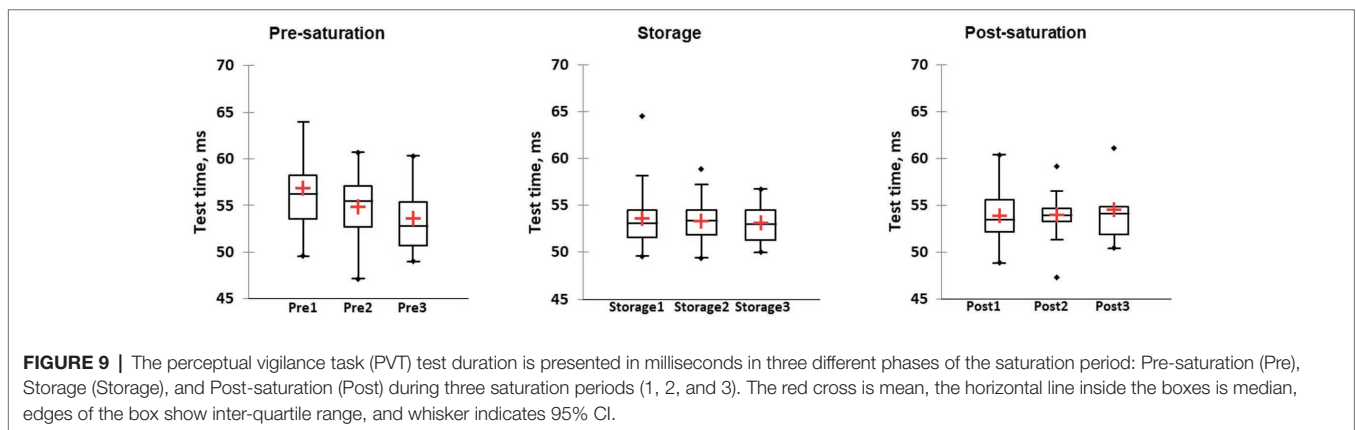 Pre-saturation
Storage
Post-saturation
Test time, ms
70
65
60
55
50
45
Pre1 Pre2 Pre3
Test time, ms
70
65
60
55
50
45
Storage1 Storage2 Storage3
Test time, ms
70
65
60
55
50
45
Post1 Post2 Post3
FIGURE 9 | The perceptual vigilance task (PVT) test duration is presented in milliseconds in three different phases of the saturation period: Pre-saturation (Pre),
Storage (Storage), and Post-saturation (Post) during three saturation periods (1, 2, and 3). The red cross is mean, the horizontal line inside the boxes is median,
edges of the box show inter-quartile range, and whisker indicates 95% CI.